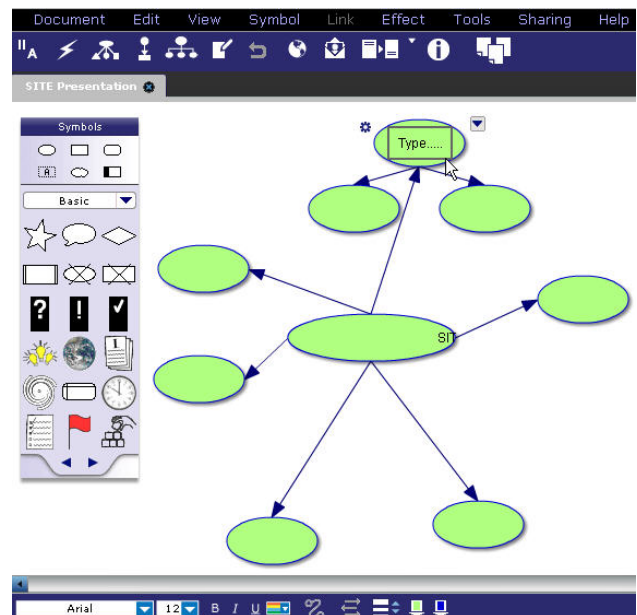 Document Edit View Symbol Link Effect Tools Sharing Help
"A
SITE Presentation
Symbols
A
Basic
Type.....
? !
SIT
Arial 12 B I U